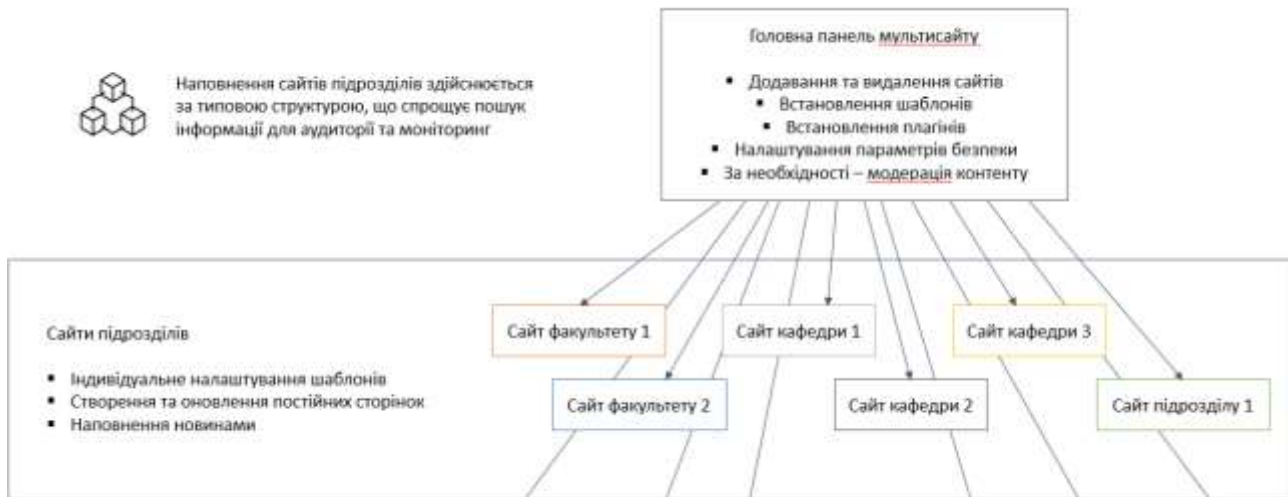 Головна панель мультисайту
▪ Додавання та видалення сайтів
▪ Встановлення шаблонів
▪ Встановлення плагінів
▪ Налаштування параметрів безпеки
▪ За необхідності – модерація контенту
Наповнення сайтів підрозділів здійснюється
за типовою структурою, що спрощує пошук
інформації для аудиторії та моніторинг
Сайти підрозділів
▪ Індивідуальне налаштування шаблонів
▪ Створення та оновлення постійних сторінок
▪ Наповнення новинами
Сайт факультету 1
Сайт кафедри 1
Сайт кафедри 3
Сайт факультету 2
Сайт кафедри 2
Сайт підрозділу 1